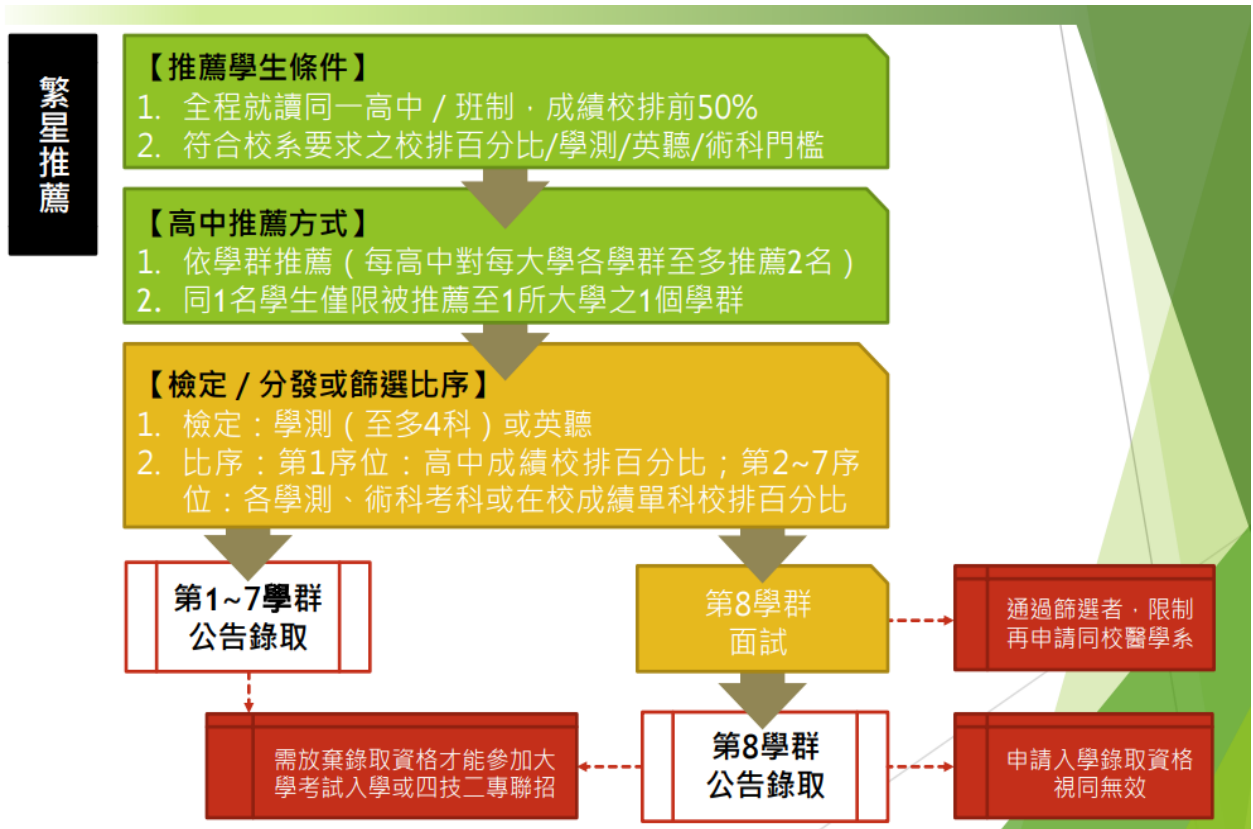 繁星推薦
【推薦學生條件】
1. 全程就讀同一高中／班制，成績校排前50%
2. 符合校系要求之校排百分比/學測/英聽/術科門檻
【高中推薦方式】
1. 依學群推薦（每高中對每大學各學群至多推薦2名）
2. 同1名學生僅限被推薦至1所大學之1個學群
【檢定／分發或篩選比序】
1. 檢定：學測（至多4科）或英聽
2. 比序：第1序位：高中成績校排百分比；第2~7序
位：各學測、術科考科或在校成績單科校排百分比
第1~7學群
公告錄取
第8學群
面試
通過篩選者，限制
再申請同校醫學系
需放棄錄取資格才能參加大
學考試入學或四技二專聯招
第8學群
公告錄取
申請入學錄取資格
視同無效